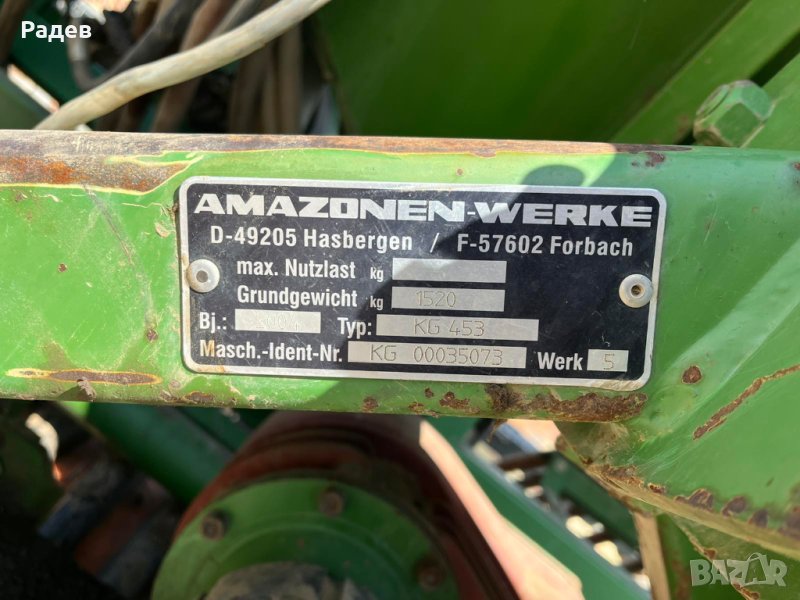 Радев
AMAZONEN-WERKE
D-49205 Hasbergen / F-57602 Forbach
max. Nutzlast kg
Grundgewicht kg 1520
Bj.: Typ: KG 453
Masch.-Ident-Nr. KG 00035073 Werk 5
BAZAR